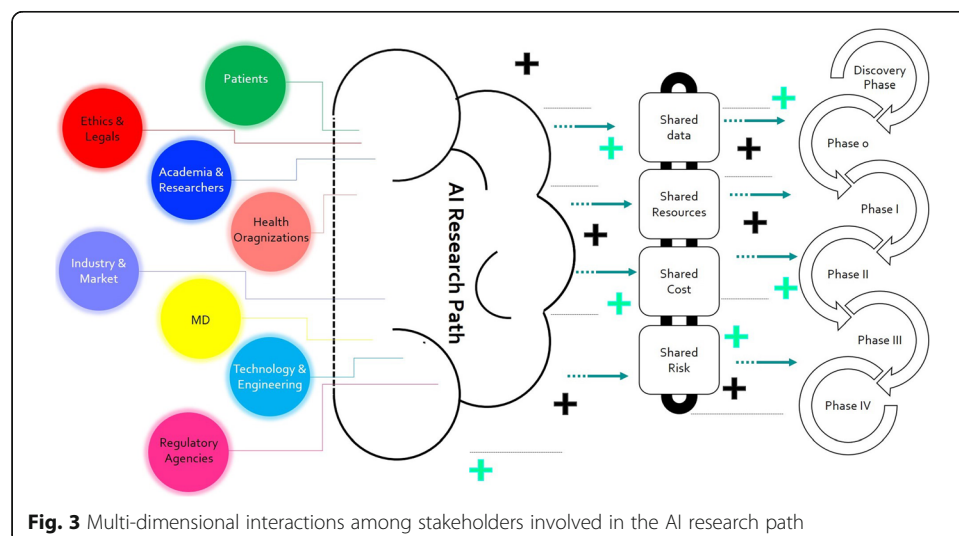 Patients
Ethics &
Legals
Academia &
Researchers
Health
Oragnizations
Industry &
Market
MD
Technology &
Engineering
Regulatory
Agencies
AI Research Path
Shared
data
Shared
Resources
Shared
Cost
Shared
Risk
Discovery
Phase
Phase o
Phase I
Phase II
Phase III
Phase IV
Fig. 3 Multi-dimensional interactions among stakeholders involved in the AI research path